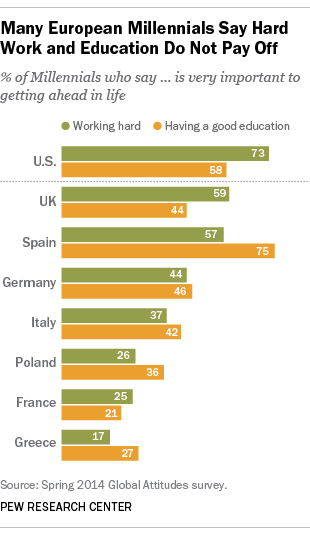 Many European Millennials Say Hard
Work and Education Do Not Pay Off
% of Millennials who say ... is very important to
getting ahead in life
Working hard Having a good education
U.S. 73
58
UK 59
44
Spain 57
75
Germany 44
46
Italy 37
42
Poland 26
36
France 25
21
Greece 17
27
Source: Spring 2014 Global Attitudes survey.
PEW RESEARCH CENTER